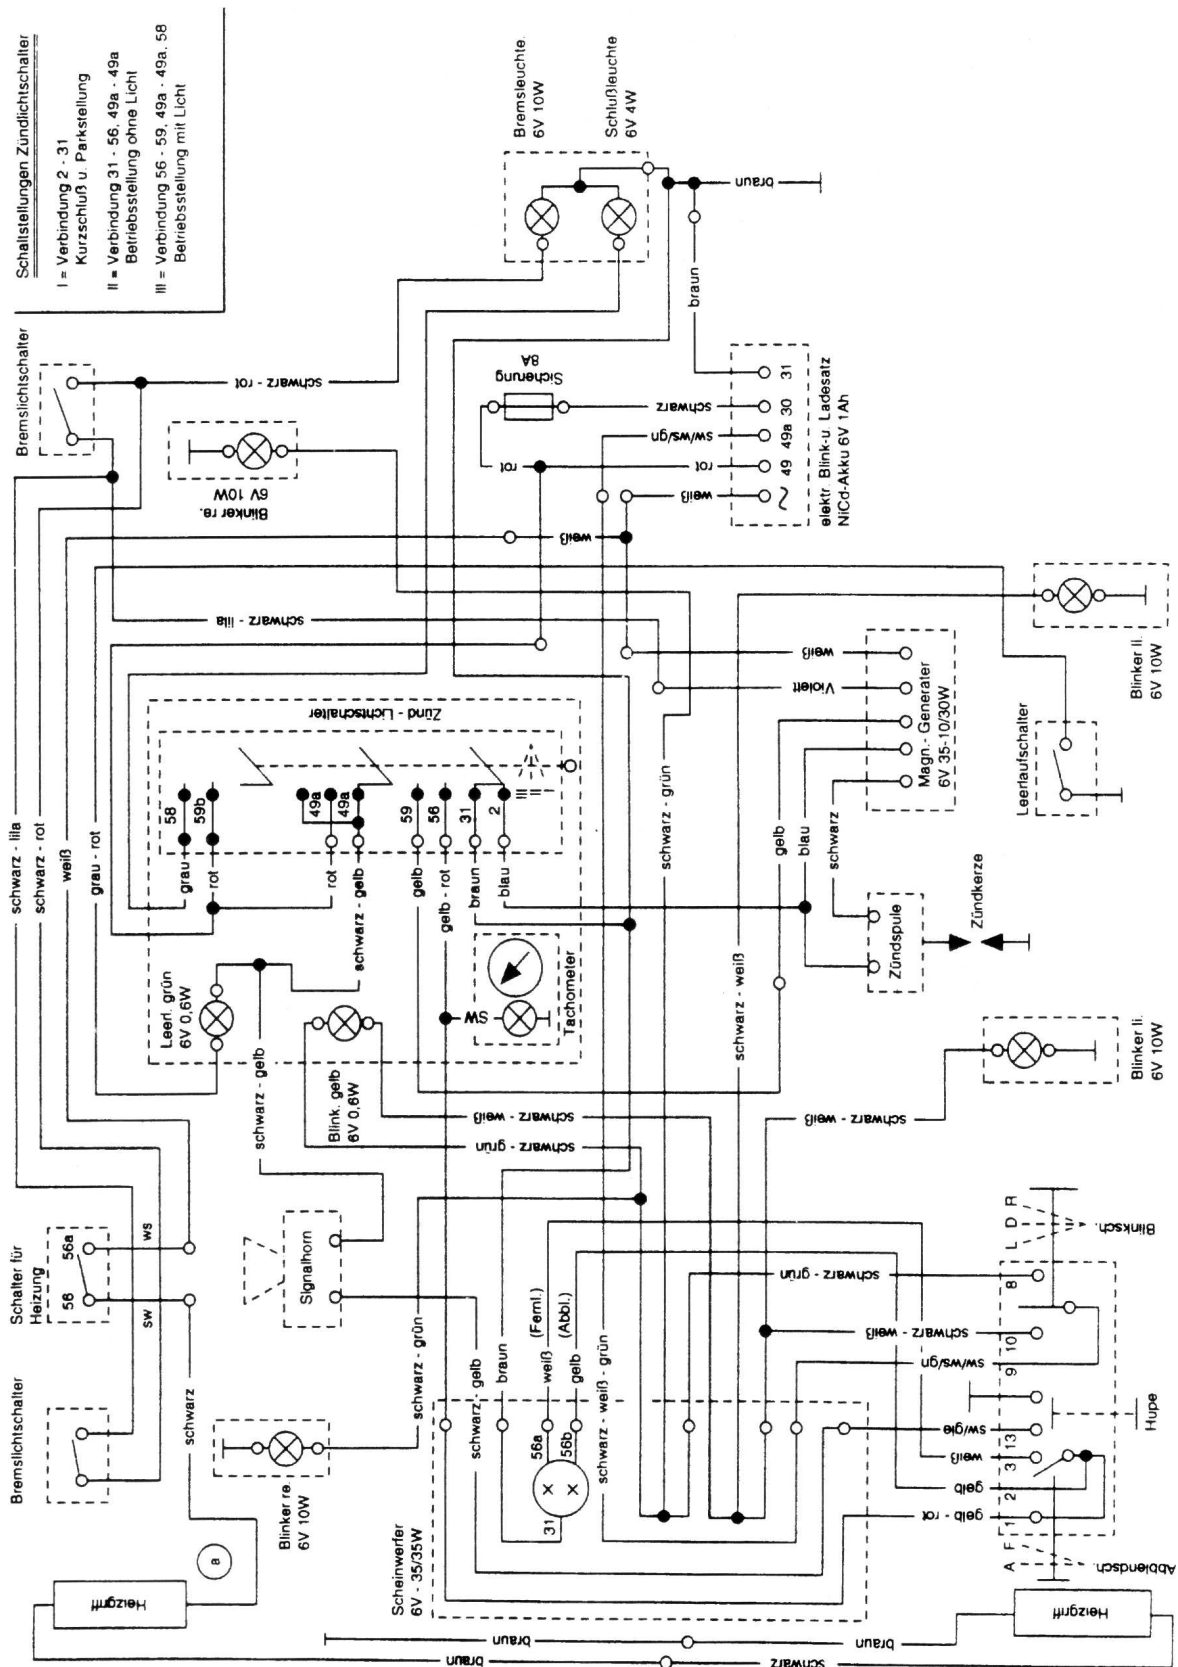 Schaltstellungen Zündlichtschalter
I = Verbindung 2 - 31
Kurzschluß u. Parkstellung
II = Verbindung 31 - 56, 49a - 49a
Betriebsstellung ohne Licht
III = Verbindung 56 - 59, 49a - 49a, 58
Betriebsstellung mit Licht
Bremsleuchte
6V 10W
Schlußleuchte
6V 4W
braun
braun
Bremslichtschalter
schwarz - rot
Blinker re.
6V 10W
Sicherung
8A
rot
rot
schwarz
sw/ws/gn
weiß
31
30
49a
49
elektr. Blink-u. Ladesatz
NiCd-Akku 6V 1Ah
weiß
schwarz - lila
schwarz - lila
schwarz - rot
weiß
grau - rot
Zünd - Lichtschalter
58
59b
49a
49a
59
56
31
2
III
grau
rot
rot
schwarz - gelb
gelb
gelb - rot
braun
blau
schwarz - grün
schwarz - weiß
weiß
Violett
Magn.- Generater
6V 35-10/30W
gelb
blau
schwarz
Zündspule
Zündkerze
Leerlaufschalter
Blinker li.
6V 10W
Blinker li.
6V 10W
Leerl. grün
6V 0,6W
Blink. gelb
6V 0,6W
SW
Tachometer
schwarz - gelb
schwarz - weiß
schwarz - grün
schwarz - weiß
Schalter für
Heizung
56
56a
sw
ws
Signalhorn
Bremslichtschalter
schwarz
Blinker re.
6V 10W
schwarz - grün
schwarz - gelb
braun
weiß (Fernl.)
gelb (Abbl.)
schwarz - weiß - grün
Scheinwerfer
6V - 35/35W
31
56a
56b
schwarz - grün
schwarz - weiß
sw/ws/gn
sw/gle
weiß
gelb
gelb - rot
8
10
9
13
3
2
1
L D R
Blinksch.
Hupe
A F
Abblendsch.
Heizgriff
a
Heizgriff
braun
braun
braun
schwarz